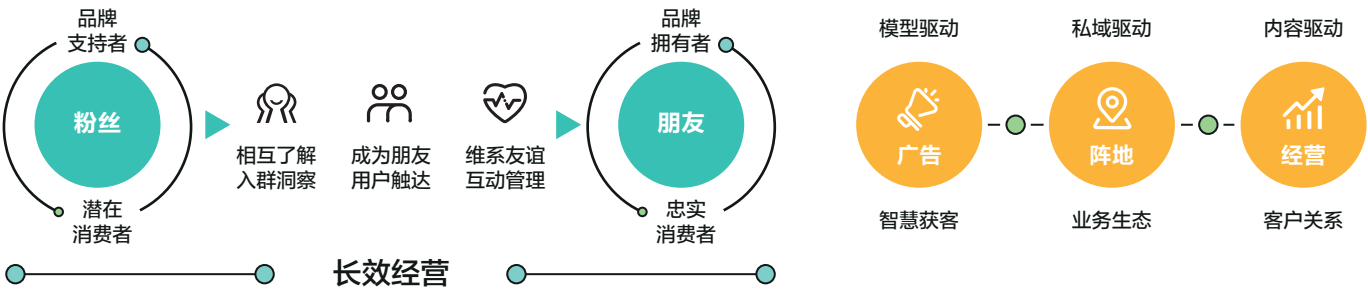 品牌
支持者
粉丝
潜在
消费者
相互了解
入群洞察
成为朋友
用户触达
维系友谊
互动管理
品牌
拥有者
朋友
忠实
消费者
长效经营
模型驱动
广告
智慧获客
私域驱动
阵地
业务生态
内容驱动
经营
客户关系